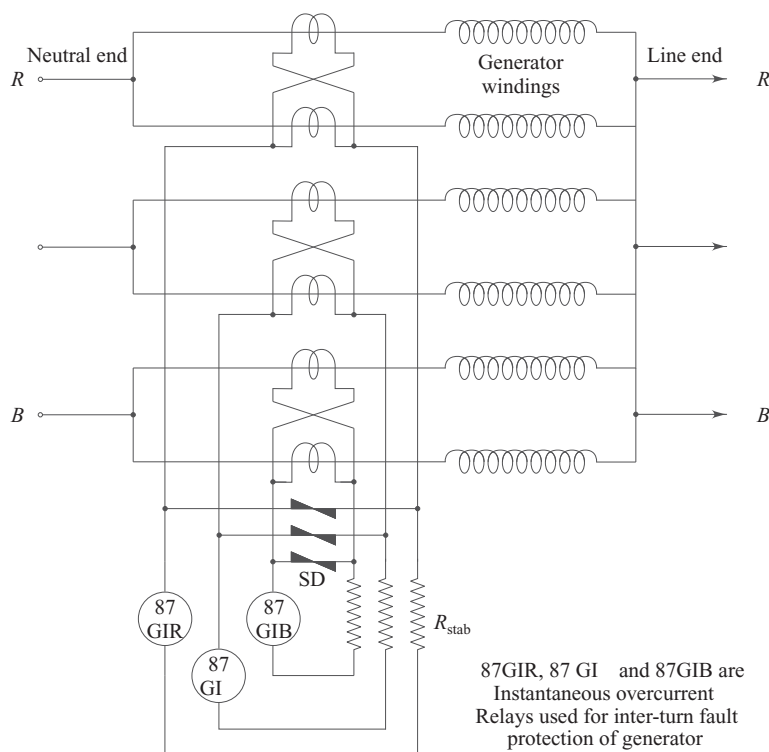 Neutral end
Generator
windings
Line end
R
R
B
B
SD
87
GIR
87
GI
87
GIB
Rstab
87GIR, 87 GI and 87GIB are
Instantaneous overcurrent
Relays used for inter-turn fault
protection of generator